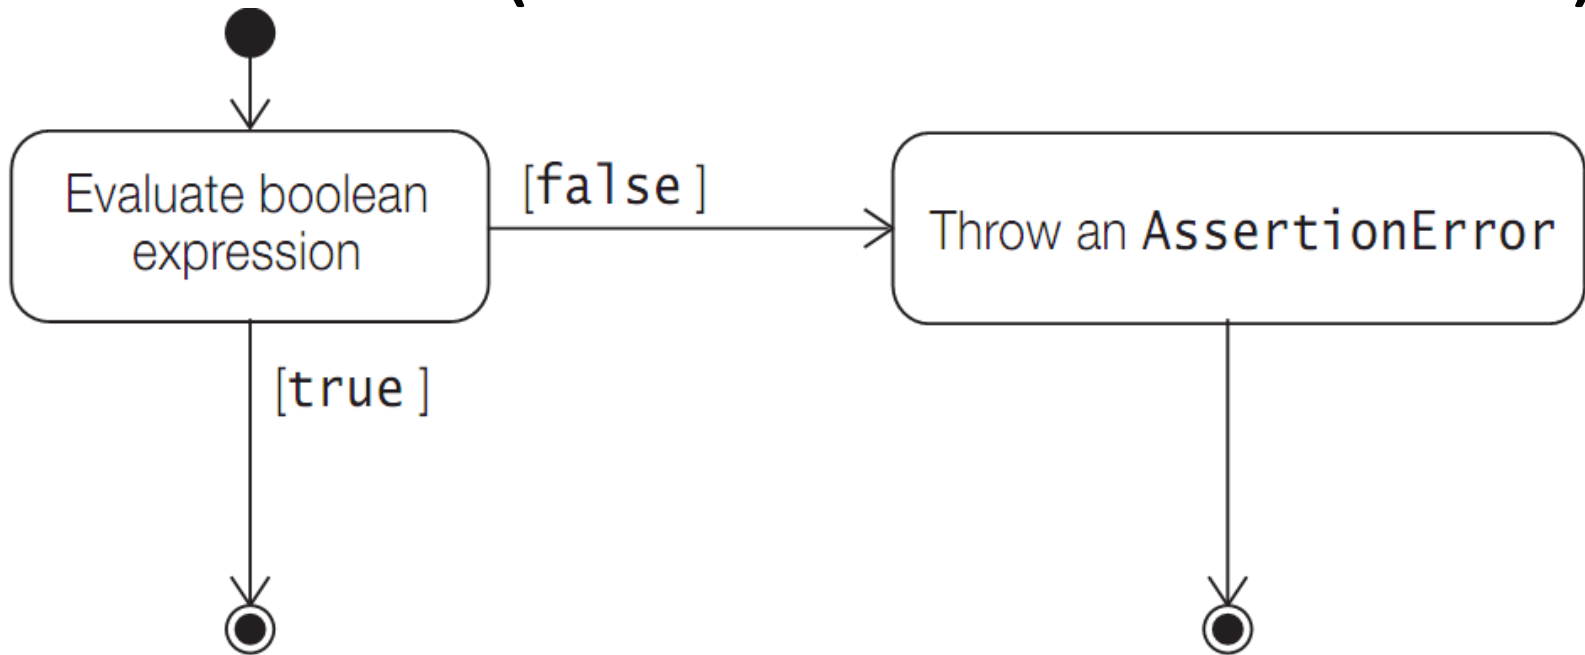 Evaluate boolean
expression
[false ]
Throw an AssertionError
[true ]